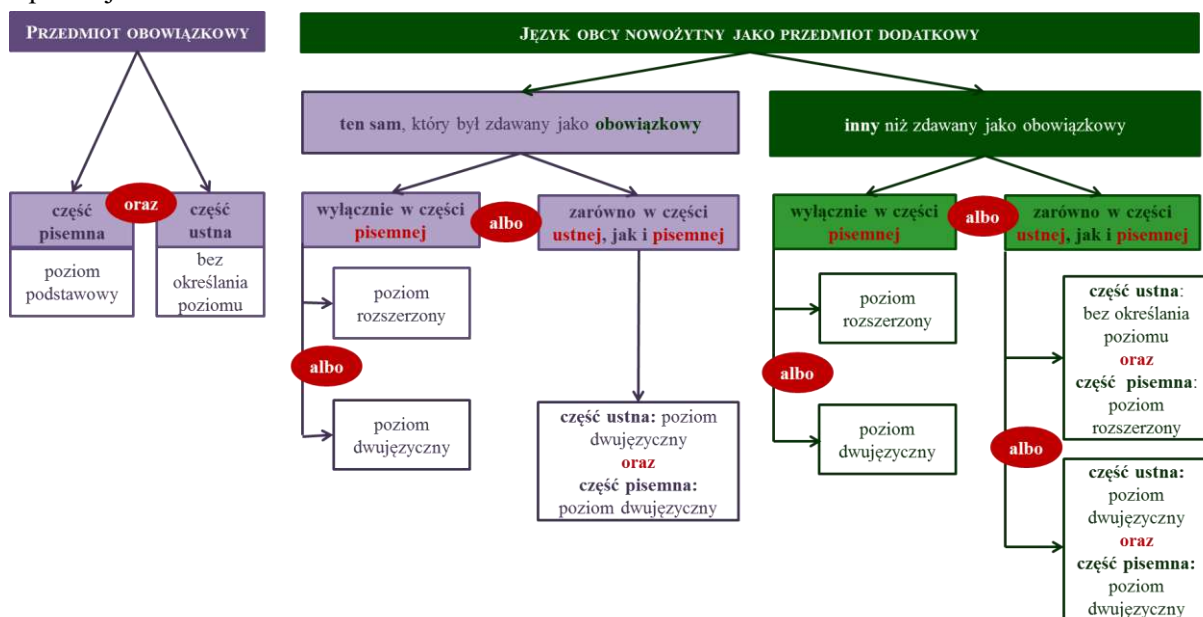 PRZEDMIOT OBOWIĄZKOWY
JĘZYK OBCY NOWOŻYTNY JAKO PRZEDMIOT DODATKOWY
ten sam, który był zdawany jako obowiązkowy
inny niż zdawany jako obowiązkowy
część
pisemna
oraz
część
ustna
poziom
podstawowy
bez
określania
poziomu
wyłącznie w części
pisemnej
albo
zarówno w części
ustnej, jak i pisemnej
poziom
rozszerzony
albo
poziom
dwujęzyczny
część ustna: poziom
dwujęzyczny
oraz
część pisemna:
poziom dwujęzyczny
wyłącznie w części
pisemnej
albo
zarówno w części
ustnej, jak i pisemnej
poziom
rozszerzony
albo
poziom
dwujęzyczny
część ustna:
bez określania
poziomu
oraz
część pisemna:
poziom
rozszerzony
albo
część ustna:
poziom
dwujęzyczny
oraz
część pisemna:
poziom
dwujęzyczny